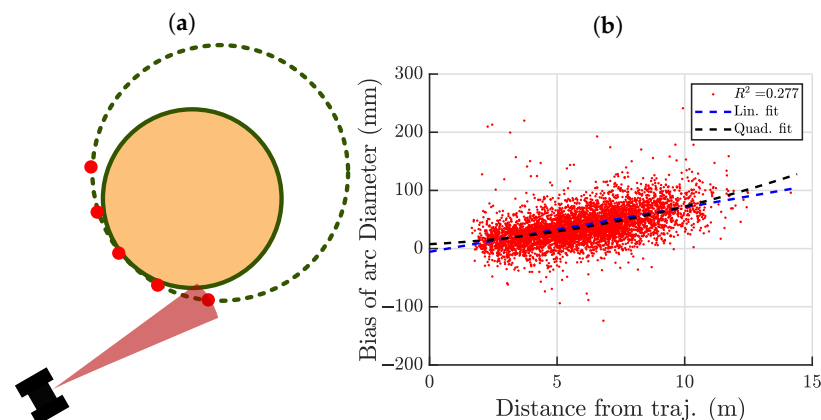 (a)
(b)
Bias of arc Diameter (mm)
300
200
100
0
−100
−200
R² =0.277
Lin. fit
Quad. fit
0
5
10
15
Distance from traj. (m)